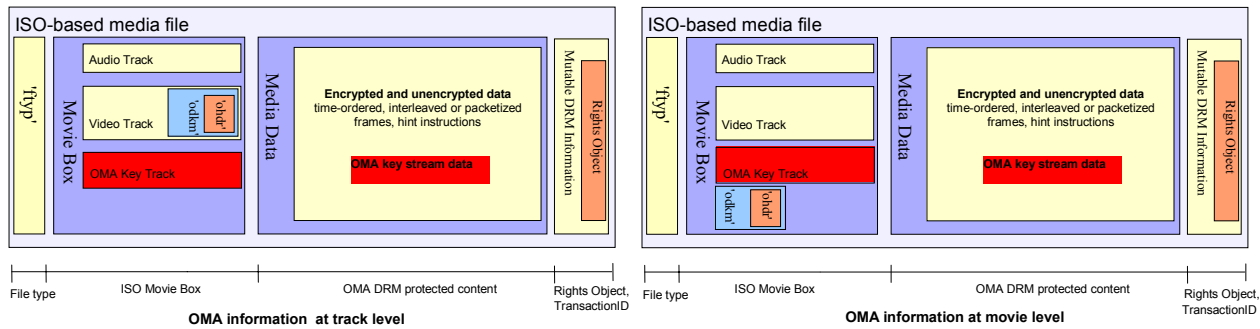 ISO-based media file
'ftyp'
Movie Box
Audio Track
Video Track
'odkm'
'ohdr'
OMA Key Track
Media Data
Encrypted and unencrypted data
time-ordered, interleaved or packetized
frames, hint instructions
OMA key stream data
Mutable DRM Information
Rights Object
File type
ISO Movie Box
OMA DRM protected content
Rights Object,
TransactionID
OMA information at track level
ISO-based media file
'ftyp'
Movie Box
Audio Track
Video Track
OMA Key Track
'odkm'
'ohdr'
Media Data
Encrypted and unencrypted data
time-ordered, interleaved or packetized
frames, hint instructions
OMA key stream data
Mutable DRM Information
Rights Object
File type
ISO Movie Box
OMA DRM protected content
Rights Object,
TransactionID
OMA information at movie level